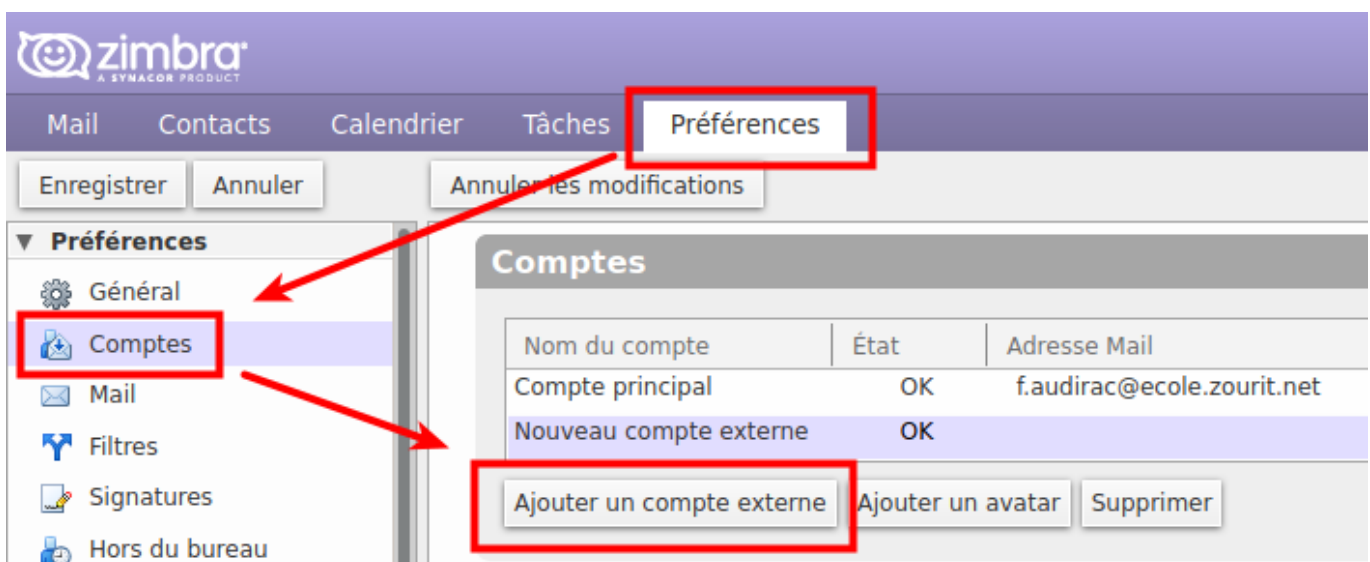 zimbra
A SYNACOR PRODUCT
Mail Contacts Calendrier Tâches Préférences
Enregistrer Annuler Annuler les modifications
Préférences
Général
Comptes
Mail
Filtres
Signatures
Hors du bureau
Comptes
Nom du compte État Adresse Mail
Compte principal OK f.audirac@ecole.zourit.net
Nouveau compte externe OK
Ajouter un compte externe Ajouter un avatar Supprimer